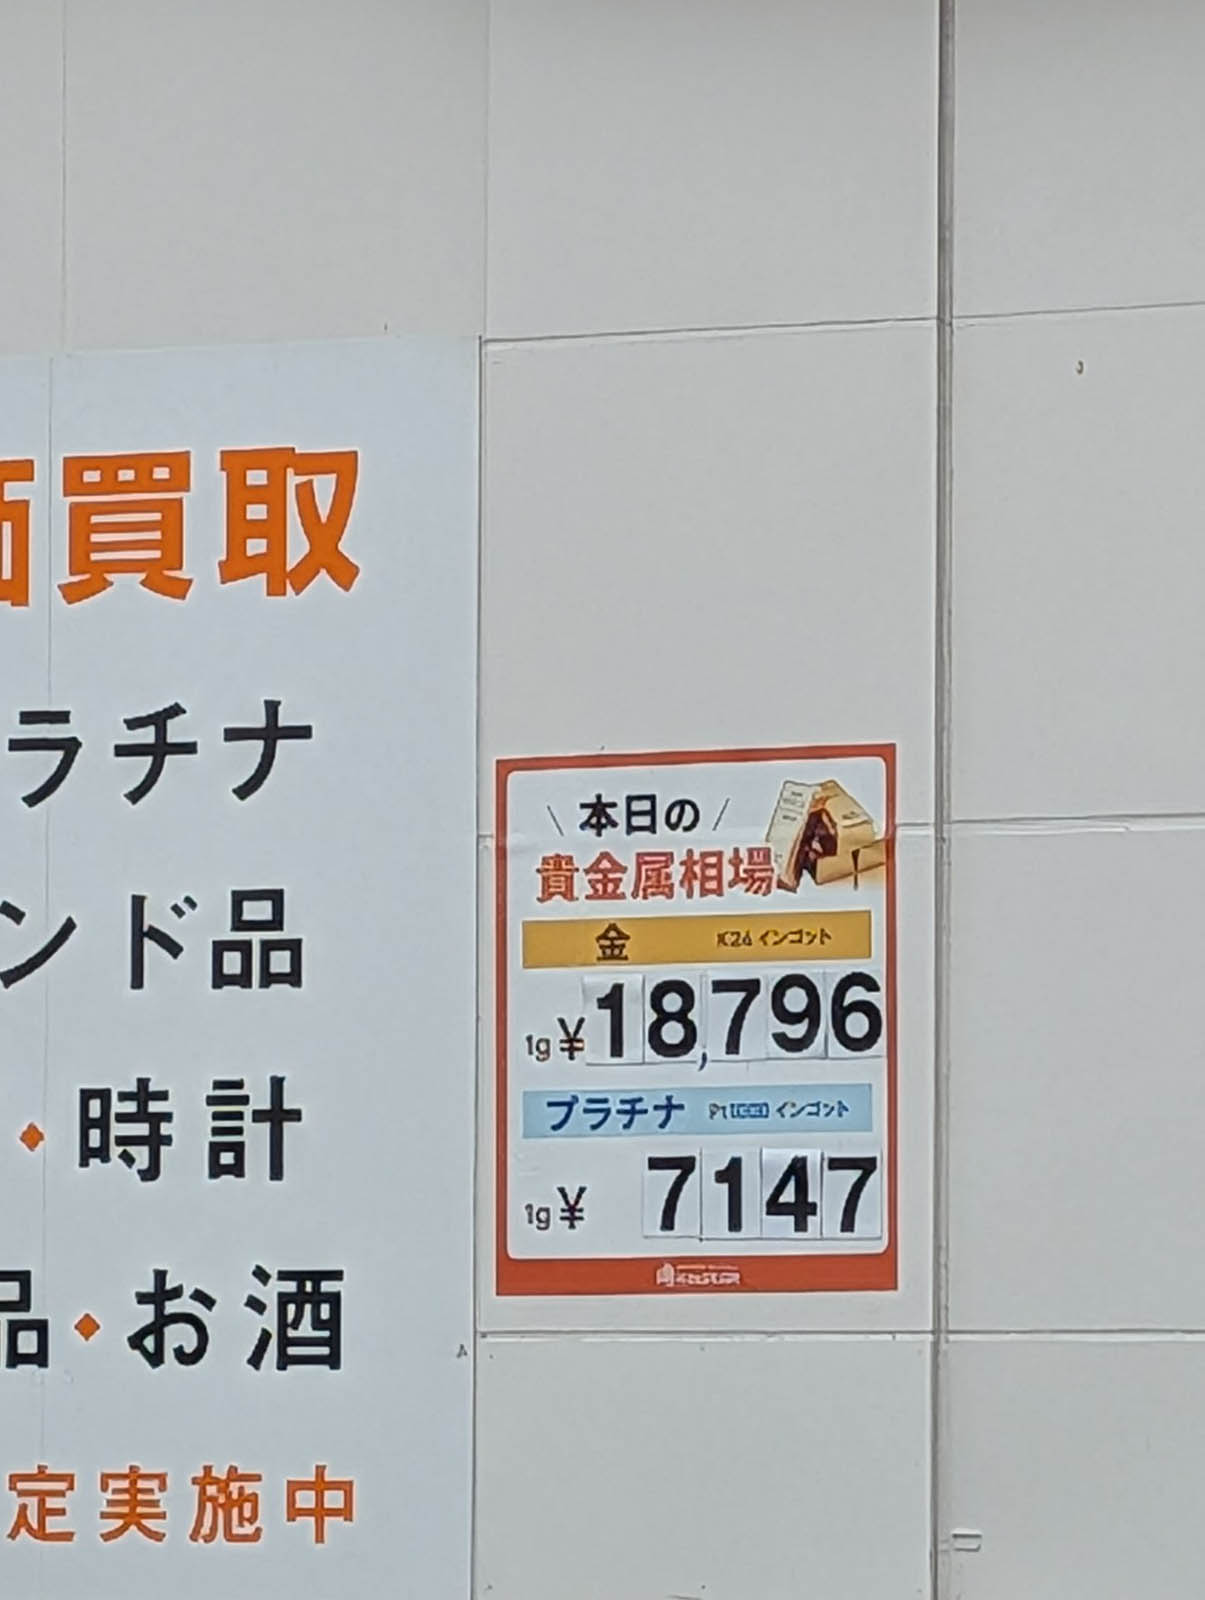 買取
ラチナ
ンド品
・時計
品・お酒
定実施中
本日の
貴金属相場
金 K24 インゴット
1g ¥18,796
プラチナ インゴット
1g ¥7147